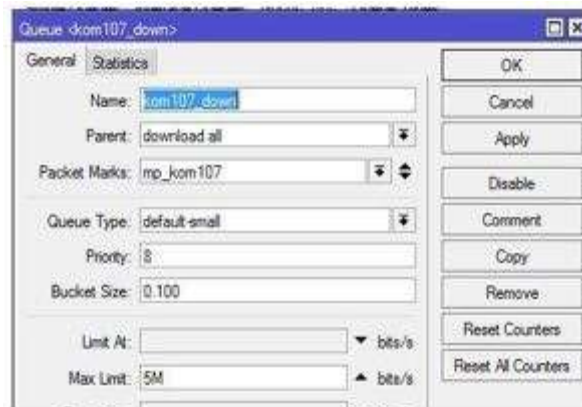 Queue <kom107_down>
General Statistics
OK
Name: kom107_down
Cancel
Parent: download all
Apply
Packet Marks: mp_kom107
Disable
Queue Type: default-small
Comment
Priority: 8
Copy
Bucket Size: 0.100
Remove
Limit At: bits/s
Reset Counters
Max Limit: 5M bits/s
Reset All Counters